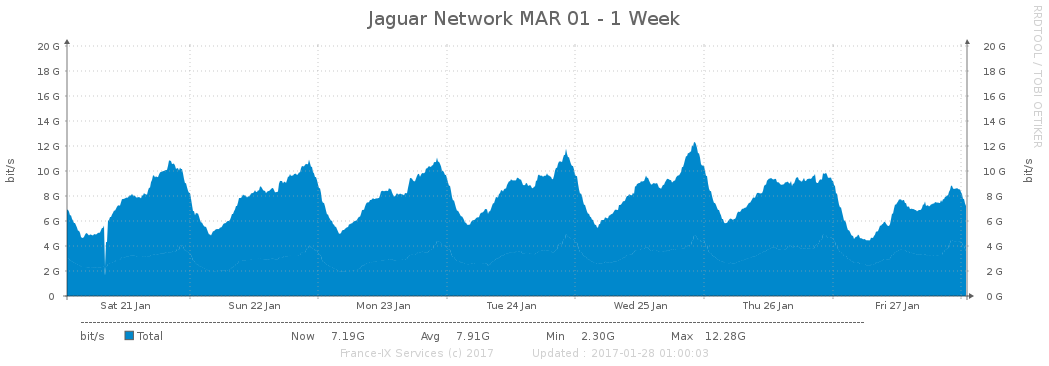 Jaguar Network MAR 01 - 1 Week
RRDTOOL / TOBI OETIKER
bit/s
20 G 20 G
18 G 18 G
16 G 16 G
14 G 14 G
12 G 12 G
10 G 10 G
8 G 8 G
6 G 6 G
4 G 4 G
2 G 2 G
0 0 G
bit/s
Sat 21 Jan Sun 22 Jan Mon 23 Jan Tue 24 Jan Wed 25 Jan Thu 26 Jan Fri 27 Jan
bit/s Total Now 7.19G Avg 7.91G Min 2.30G Max 12.28G
France-IX Services (c) 2017 Updated : 2017-01-28 01:00:03